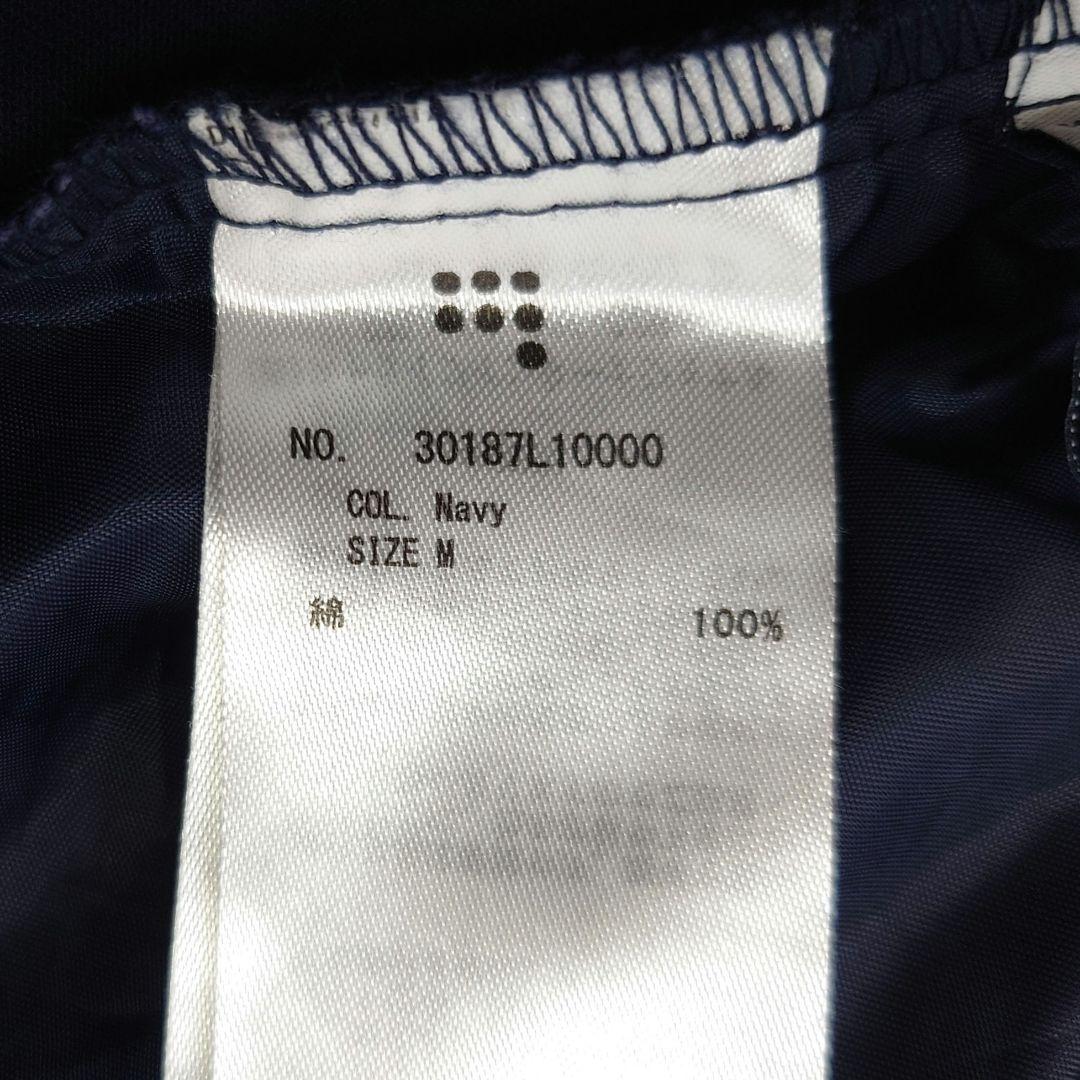 NO. 30187L10000
COL. Navy
SIZE M
綿 100%